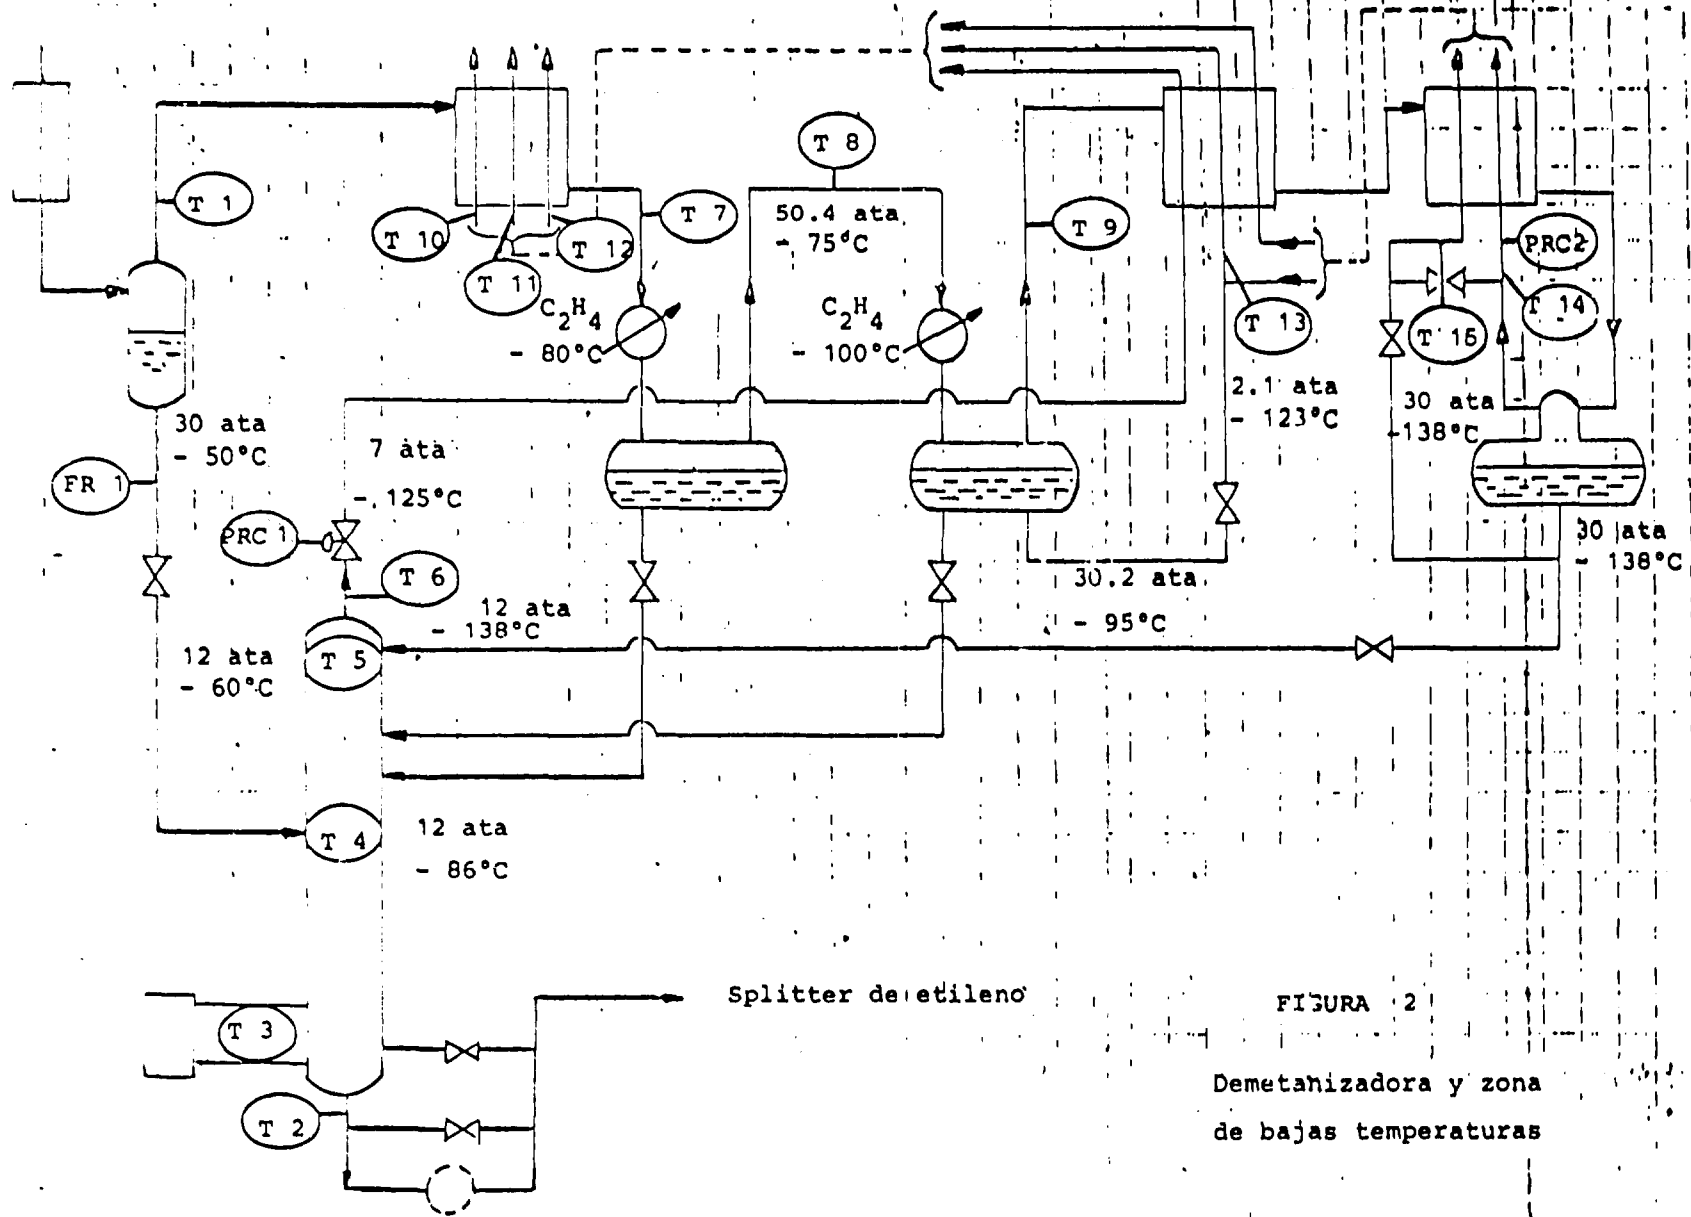 T 1
T 8
T 7
T 9
T 10
T 12
T 11
PRC2
T 14
T 13
T 15
50.4 ata
- 75°C
C2H4
- 80°C
C2H4
- 100°C
2.1 ata
- 123°C
30 ata
-138°C
30 ata
- 50°C
FR 1
7 ata
- 125°C
PRC 1
T 6
30 ata
- 138°C
30.2 ata
- 95°C
12 ata
- 138°C
12 ata
- 60°C
T 5
T 4
12 ata
- 86°C
Splitter de etileno
T 3
T 2
FIGURA 2
Demetanizadora y zona
de bajas temperaturas